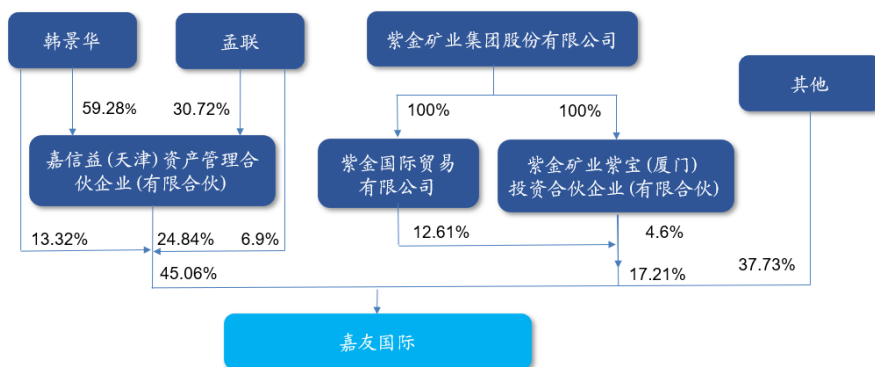 韩景华
孟联
紫金矿业集团股份有限公司
其他
59.28%
30.72%
100%
100%
嘉信益(天津)资产管理合
伙企业(有限合伙)
紫金国际贸易
有限公司
紫金矿业紫宝(厦门)
投资合伙企业(有限合伙)
13.32%
24.84%
6.9%
12.61%
4.6%
45.06%
17.21%
37.73%
嘉友国际